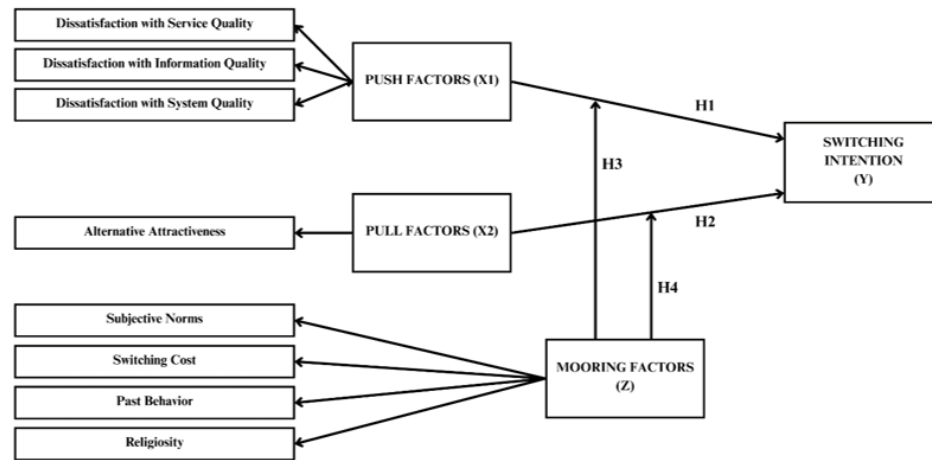 Dissatisfaction with Service Quality
Dissatisfaction with Information Quality
Dissatisfaction with System Quality
PUSH FACTORS (X1)
H1
SWITCHING
INTENTION
(Y)
H3
Alternative Attractiveness
PULL FACTORS (X2)
H2
H4
Subjective Norms
Switching Cost
Past Behavior
Religiosity
MOORING FACTORS
(Z)